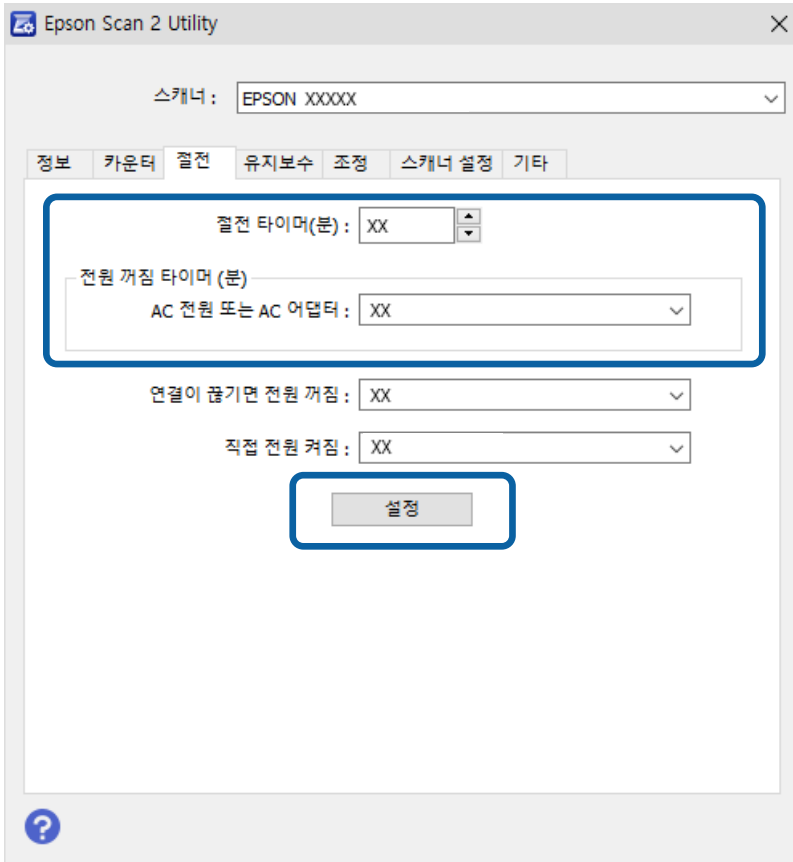 Epson Scan 2 Utility
스캐너 : EPSON XXXXX
정보 카운터 절전 유지보수 조정 스캐너 설정 기타
절전 타이머(분) : XX
전원 꺼짐 타이머 (분)
AC 전원 또는 AC 어댑터 : XX
연결이 끊기면 전원 꺼짐 : XX
직접 전원 켜짐 : XX
설정
?